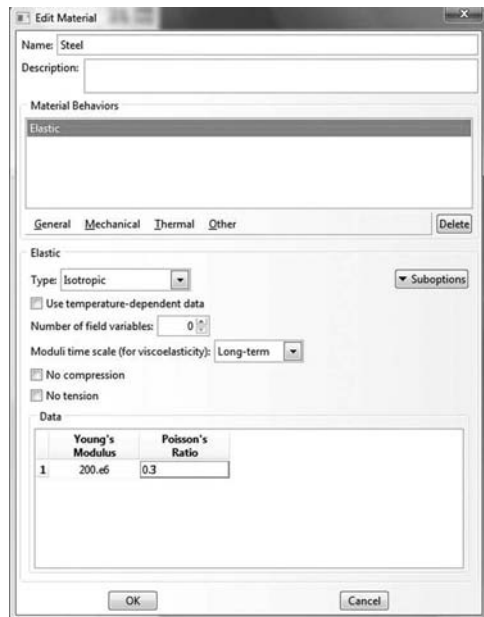 Edit Material
Name: Steel
Description:
Material Behaviors
Elastic
General Mechanical Thermal Other Delete
Elastic
Type: Isotropic Suboptions
Use temperature-dependent data
Number of field variables: 0
Moduli time scale (for viscoelasticity): Long-term
No compression
No tension
Data
Young's Poisson's
Modulus Ratio
1 200.e6 0.3
OK Cancel